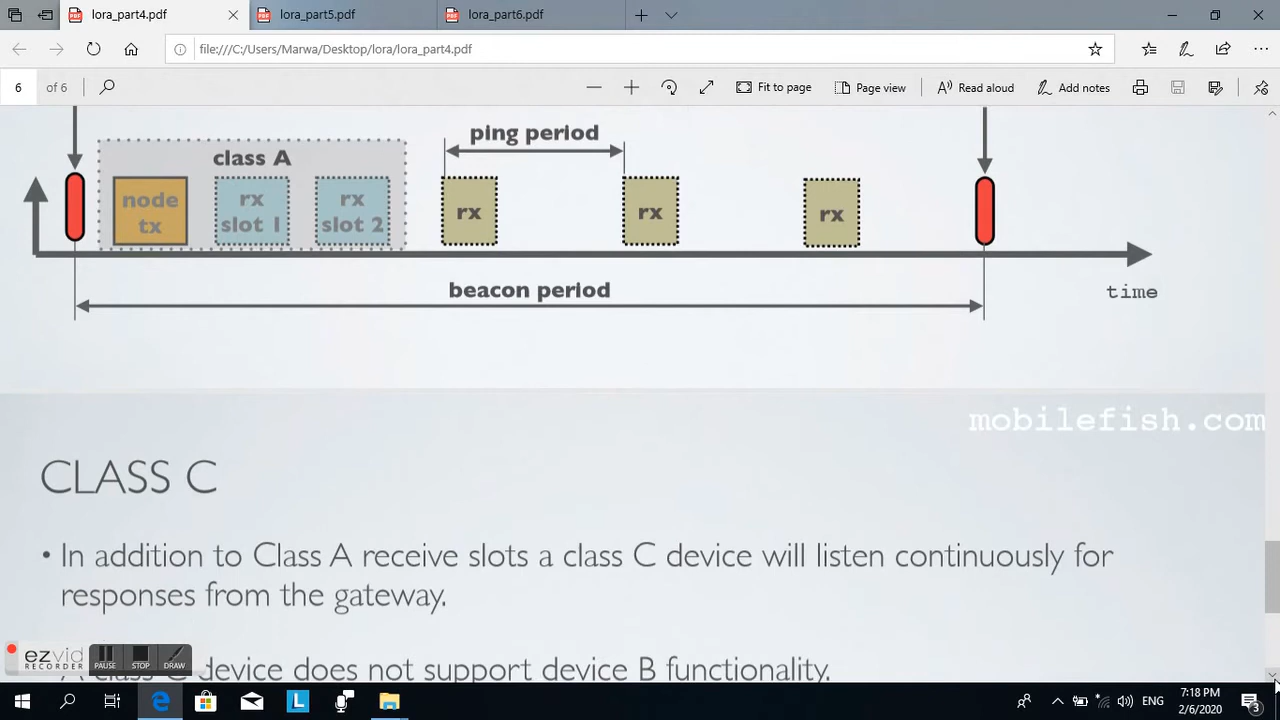 lora_part4.pdf
lora_part5.pdf
lora_part6.pdf
file:///C:/Users/Marwa/Desktop/lora/lora_part4.pdf
6 of 6
Fit to page
Page view
Read aloud
Add notes
ping period
class A
node tx
rx slot 1
rx slot 2
rx
rx
rx
beacon period
time
mobilefish.com
CLASS C
• In addition to Class A receive slots a class C device will listen continuously for
responses from the gateway.
device does not support device B functionality.
ezvid
RECORDER
PAUSE
STOP
DRAW
ENG
7:18 PM
2/6/2020
3